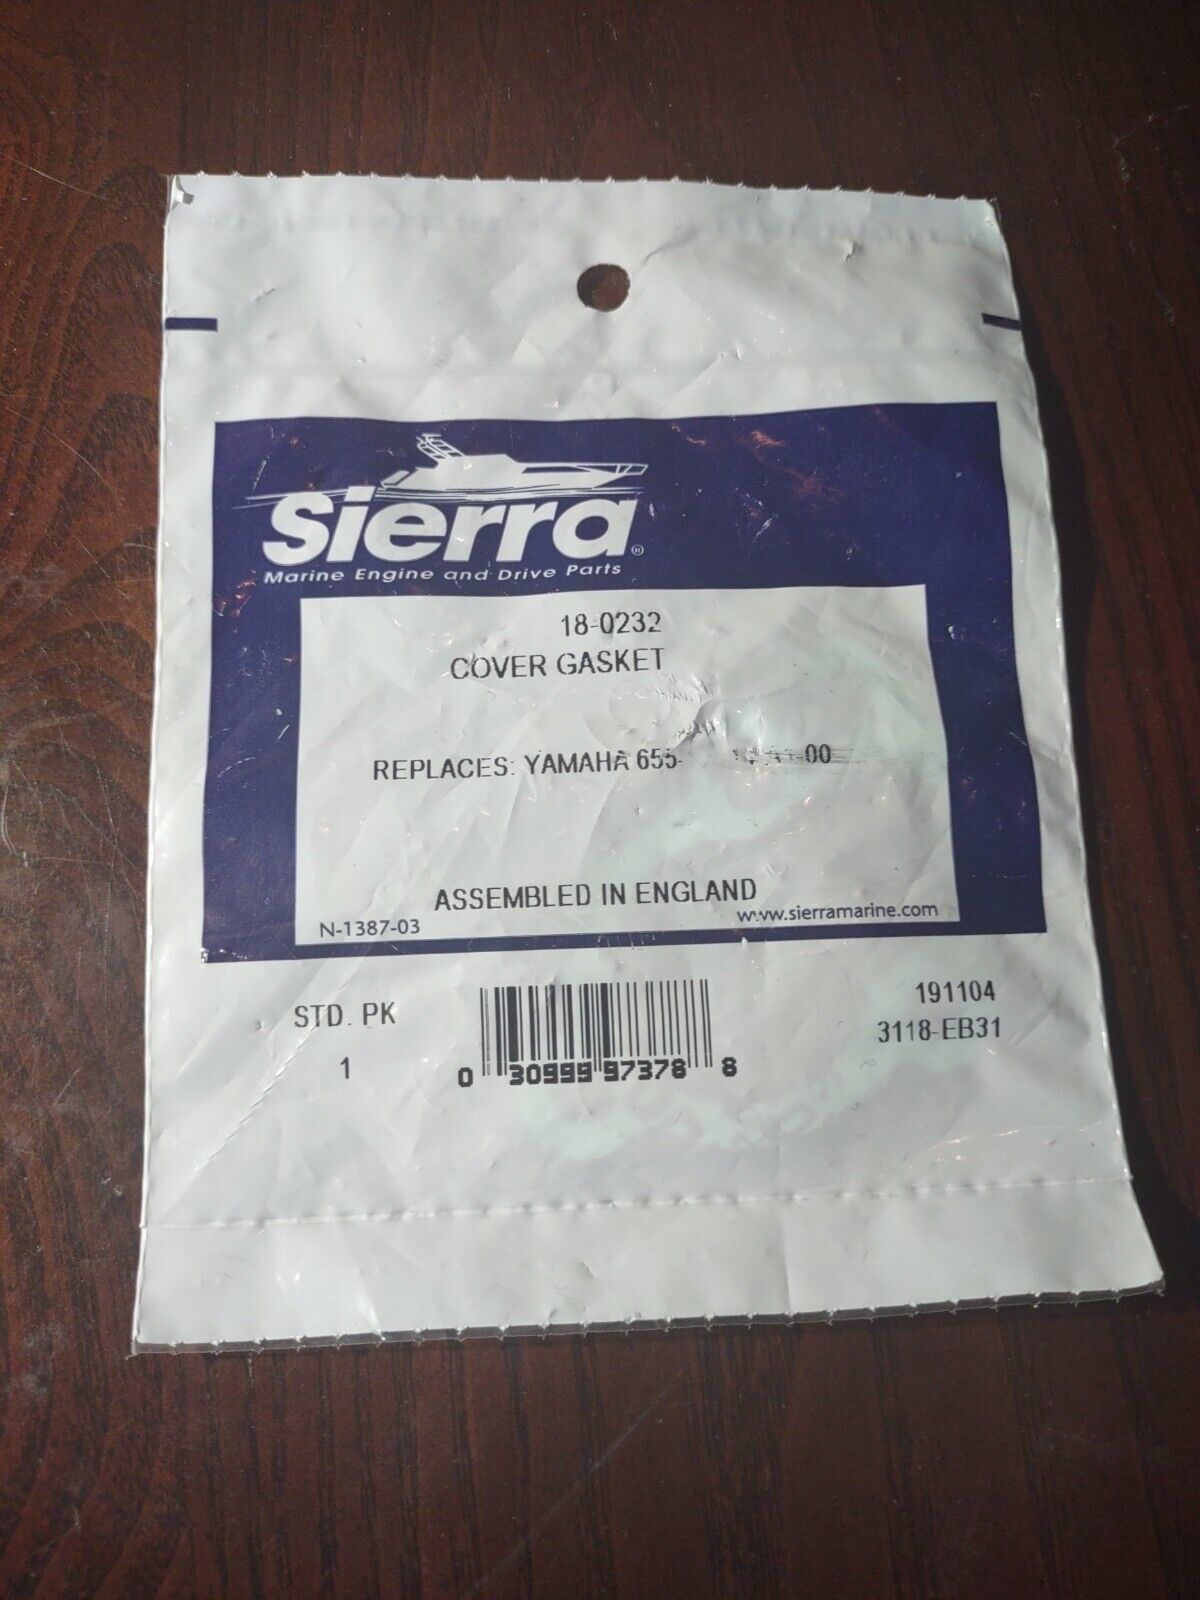 Sierra®
Marine Engine and Drive Parts
18-0232
COVER GASKET
REPLACES: YAMAHA 655- -00
ASSEMBLED IN ENGLAND
N-1387-03
www.sierramarine.com
STD. PK
1
191104
3118-EB31
0 30999 97378 8